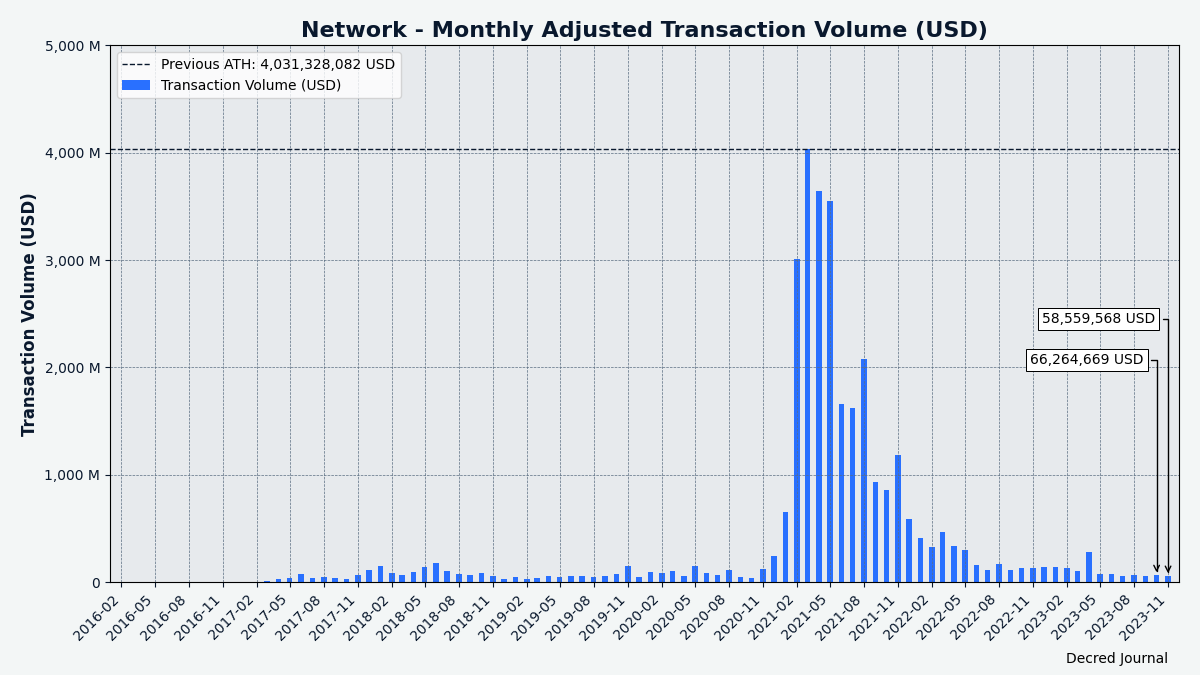 Network - Monthly Adjusted Transaction Volume (USD)
Transaction Volume (USD)
5,000 M
4,000 M
3,000 M
2,000 M
1,000 M
0
Previous ATH: 4,031,328,082 USD
Transaction Volume (USD)
58,559,568 USD
66,264,669 USD
2016-02
2016-05
2016-08
2016-11
2017-02
2017-05
2017-08
2017-11
2018-02
2018-05
2018-08
2018-11
2019-02
2019-05
2019-08
2019-11
2020-02
2020-05
2020-08
2020-11
2021-02
2021-05
2021-08
2021-11
2022-02
2022-05
2022-08
2022-11
2023-02
2023-05
2023-08
2023-11
Decred Journal